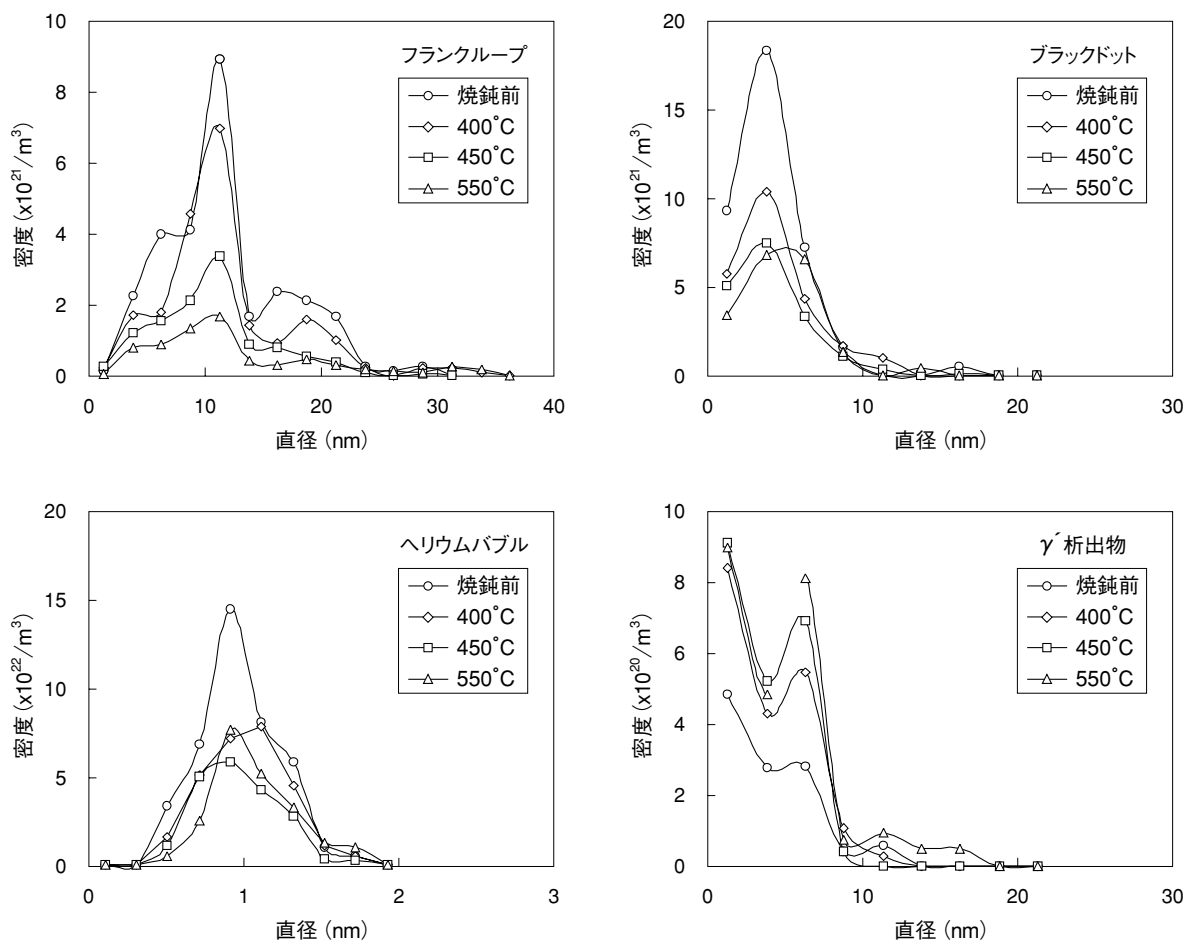 フランクループ
焼鈍前
400˚C
450˚C
550˚C
密度 (x10²¹/m³)
10
8
6
4
2
0
0 10 20 30 40
直径 (nm)
ブラックドット
焼鈍前
400˚C
450˚C
550˚C
密度 (x10²¹/m³)
20
15
10
5
0
0 10 20 30
直径 (nm)
ヘリウムバブル
焼鈍前
400˚C
450˚C
550˚C
密度 (x10²²/m³)
20
15
10
5
0
0 1 2 3
直径 (nm)
γ´析出物
焼鈍前
400˚C
450˚C
550˚C
密度 (x10²⁰/m³)
10
8
6
4
2
0
0 10 20 30
直径 (nm)